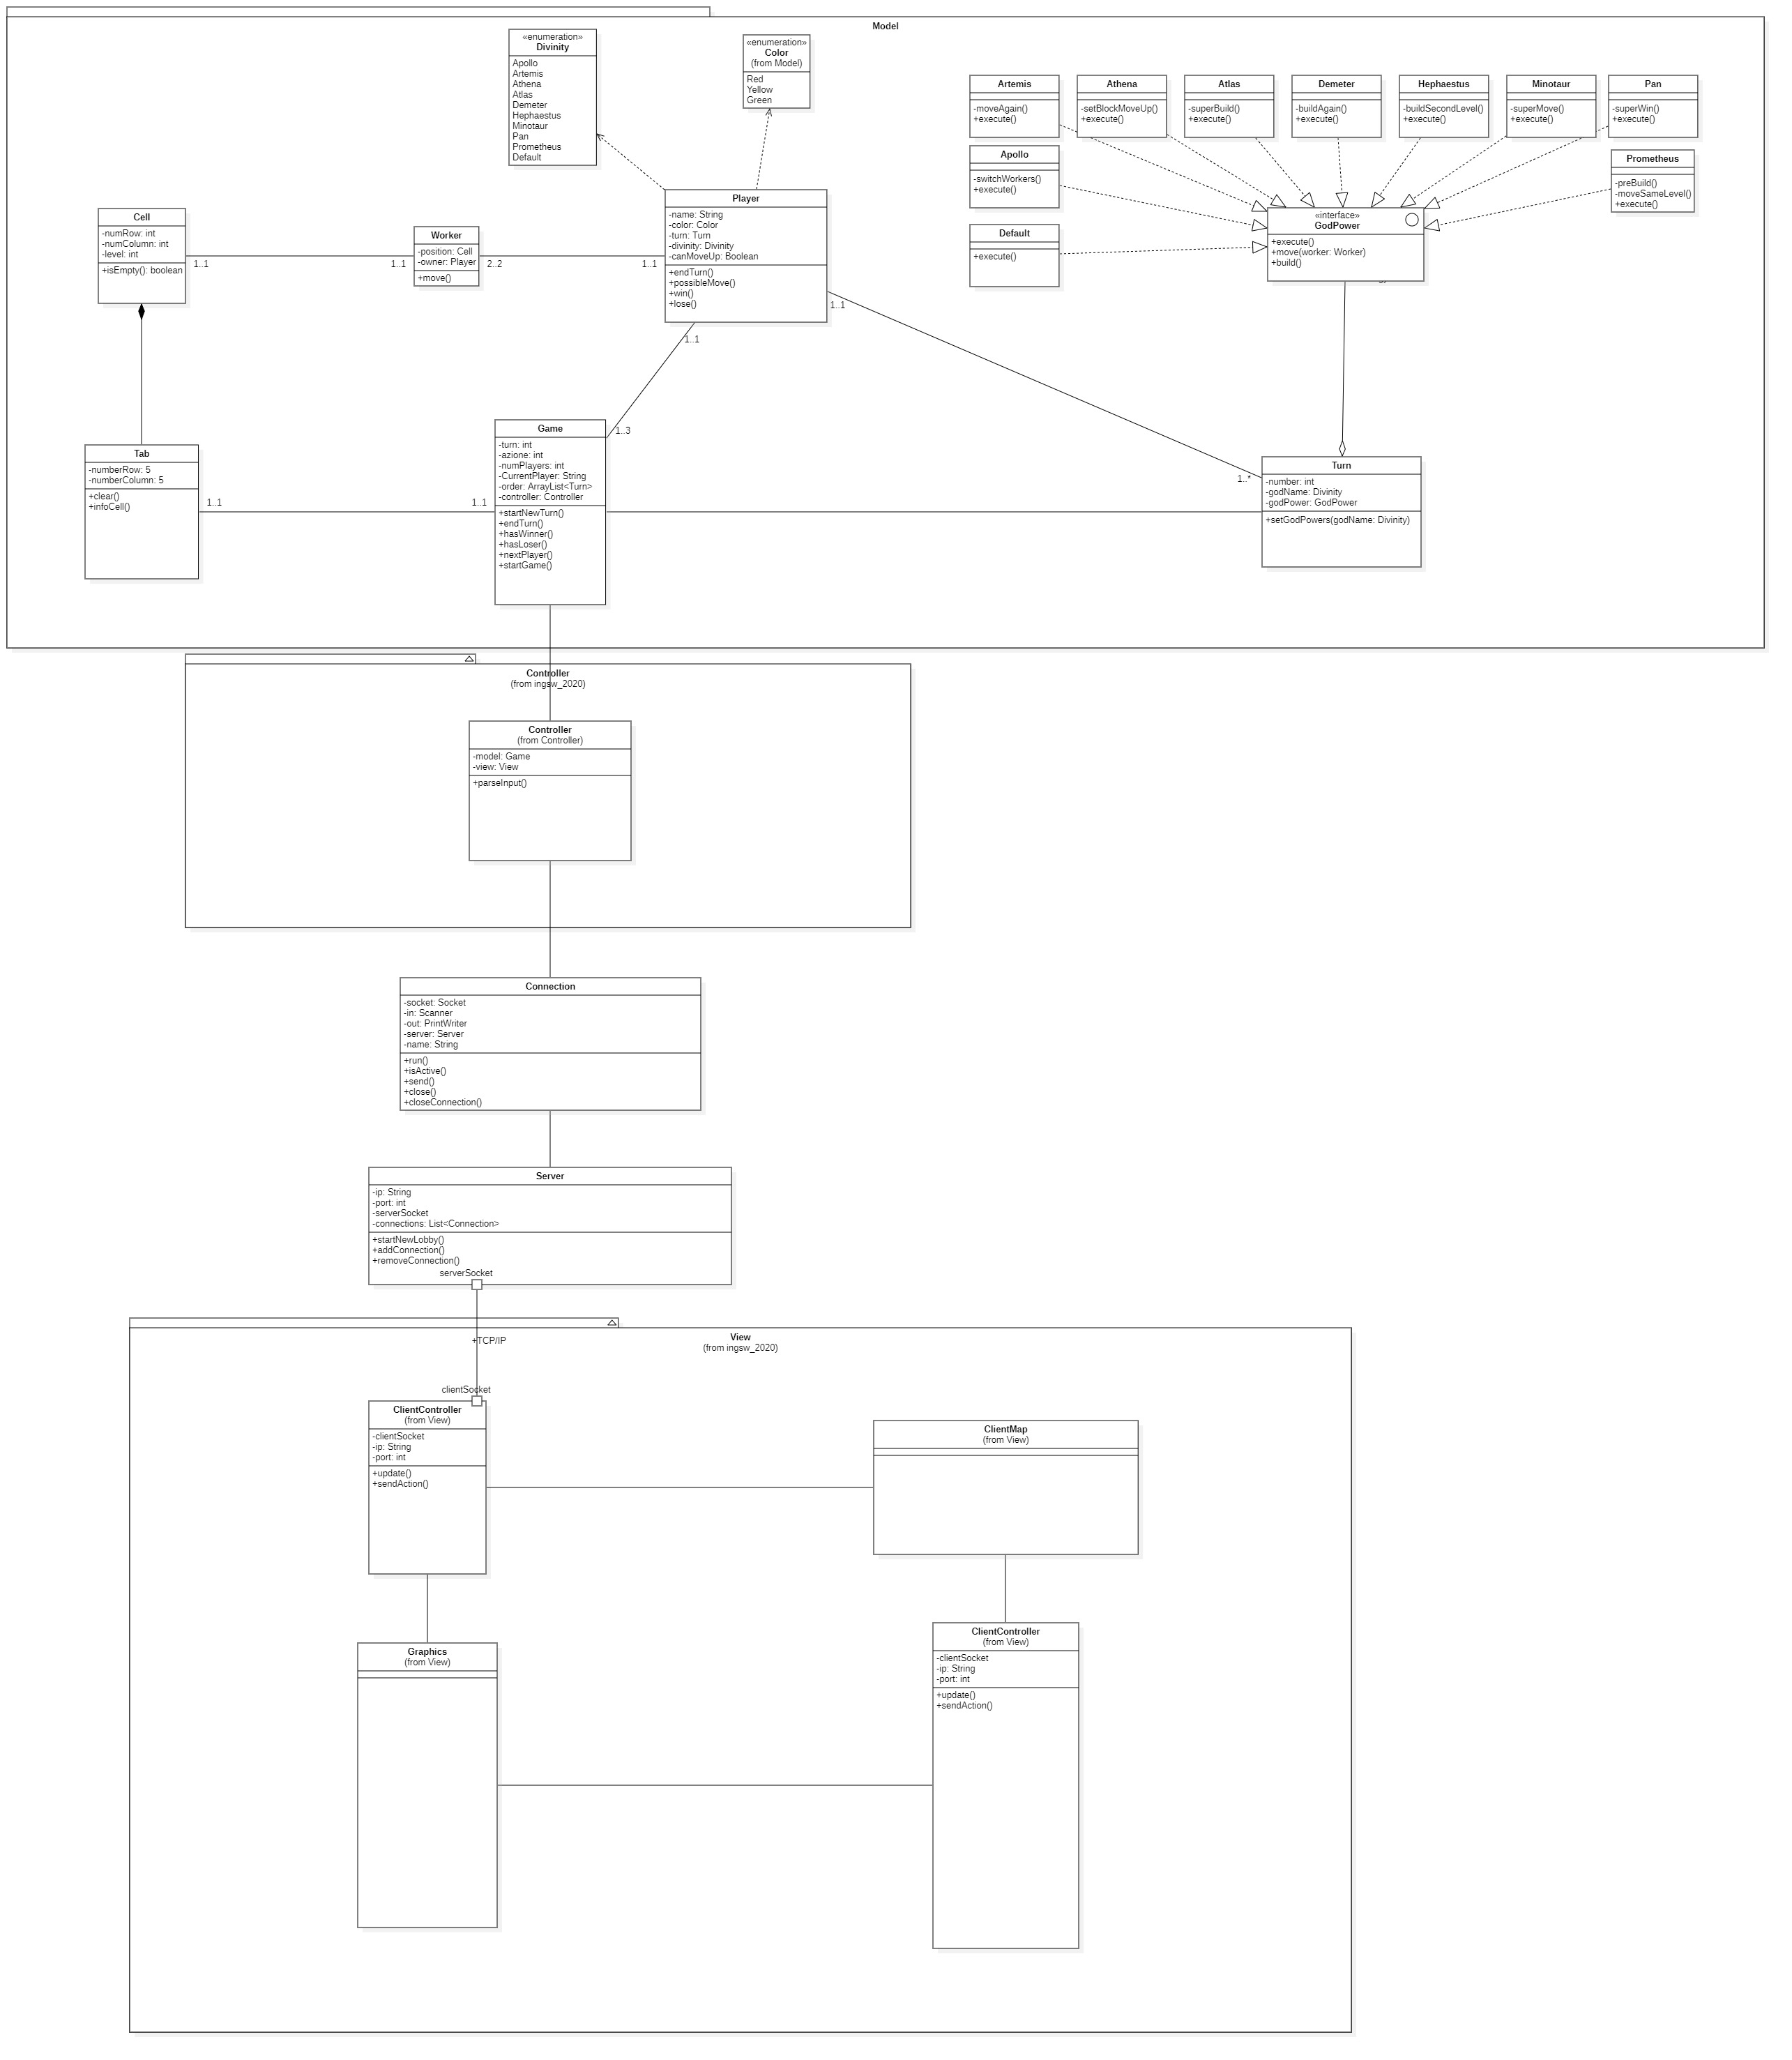 Model
«enumeration»
Divinity
Apollo
Artemis
Athena
Atlas
Demeter
Hephaestus
Minotaur
Pan
Prometheus
Default
«enumeration»
Color
(from Model)
Red
Yellow
Green
Artemis
-moveAgain()
+execute()
Athena
-setBlockMoveUp()
+execute()
Atlas
-superBuild()
+execute()
Demeter
-buildAgain()
+execute()
Hephaestus
-buildSecondLevel()
+execute()
Minotaur
-superMove()
+execute()
Pan
-superWin()
+execute()
Apollo
-switchWorkers()
+execute()
Prometheus
-preBuild()
-moveSameLevel()
+execute()
Default
+execute()
«interface»
GodPower
+execute()
+move(worker: Worker)
+build()
Cell
-numRow: int
-numColumn: int
-level: int
+isEmpty(): boolean
1..1
1..1
Worker
-position: Cell
-owner: Player
+move()
2..2
1..1
Player
-name: String
-color: Color
-turn: Turn
-divinity: Divinity
-canMoveUp: Boolean
+endTurn()
+possibleMove()
+win()
+lose()
1..1
1..1
1..3
1..*
Tab
-numberRow: 5
-numberColumn: 5
+clear()
+infoCell()
1..1
1..1
Game
-turn: int
-azione: int
-numPlayers: int
-CurrentPlayer: String
-order: ArrayList<Turn>
-controller: Controller
+startNewTurn()
+endTurn()
+hasWinner()
+hasLoser()
+nextPlayer()
+startGame()
Turn
-number: int
-godName: Divinity
-godPower: GodPower
+setGodPowers(godName: Divinity)
Controller
(from ingsw_2020)
Controller
(from Controller)
-model: Game
-view: View
+parseInput()
Connection
-socket: Socket
-in: Scanner
-out: PrintWriter
-server: Server
-name: String
+run()
+isActive()
+send()
+close()
+closeConnection()
Server
-ip: String
-port: int
-serverSocket
-connections: List<Connection>
+startNewLobby()
+addConnection()
+removeConnection()
serverSocket
+TCP/IP
View
(from ingsw_2020)
clientSocket
ClientController
(from View)
-clientSocket
-ip: String
-port: int
+update()
+sendAction()
ClientMap
(from View)
Graphics
(from View)
ClientController
(from View)
-clientSocket
-ip: String
-port: int
+update()
+sendAction()